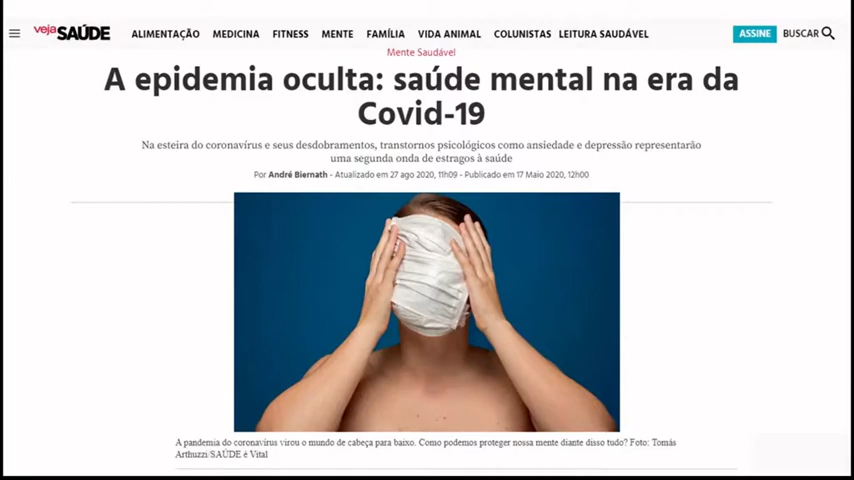 veja SAÚDE ALIMENTAÇÃO MEDICINA FITNESS MENTE FAMÍLIA VIDA ANIMAL COLUNISTAS LEITURA SAUDÁVEL ASSINE BUSCAR
Mente Saudável
A epidemia oculta: saúde mental na era da
Covid-19
Na esteira do coronavírus e seus desdobramentos, transtornos psicológicos como ansiedade e depressão representarão
uma segunda onda de estragos à saúde
Por André Biernath - Atualizado em 27 ago 2020, 11h09 - Publicado em 17 Maio 2020, 12h00
A pandemia do coronavírus virou o mundo de cabeça para baixo. Como podemos proteger nossa mente diante disso tudo? Foto: Tomás
Arthuzzi/SAÚDE é Vital